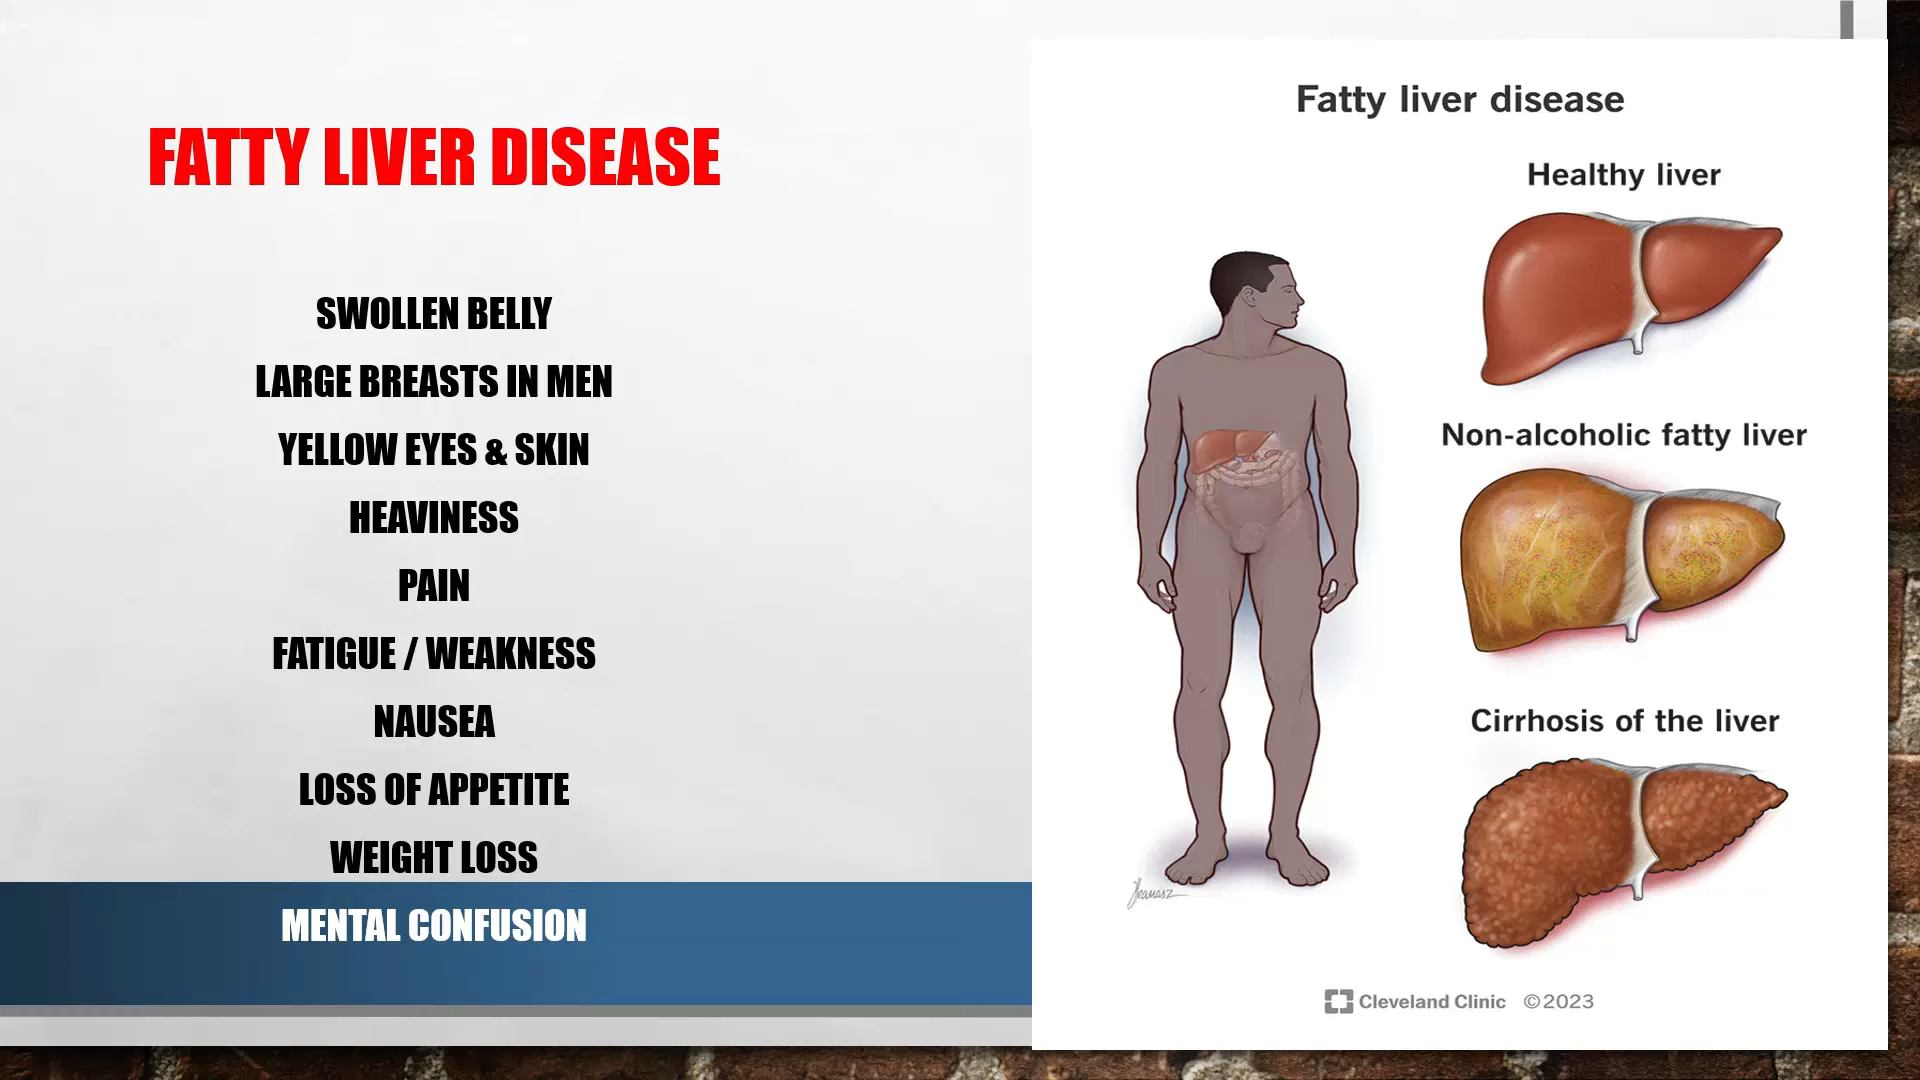 FATTY LIVER DISEASE
SWOLLEN BELLY
LARGE BREASTS IN MEN
YELLOW EYES & SKIN
HEAVINESS
PAIN
FATIGUE / WEAKNESS
NAUSEA
LOSS OF APPETITE
WEIGHT LOSS
MENTAL CONFUSION
Fatty liver disease
Healthy liver
Non-alcoholic fatty liver
Cirrhosis of the liver
Cleveland Clinic ©2023